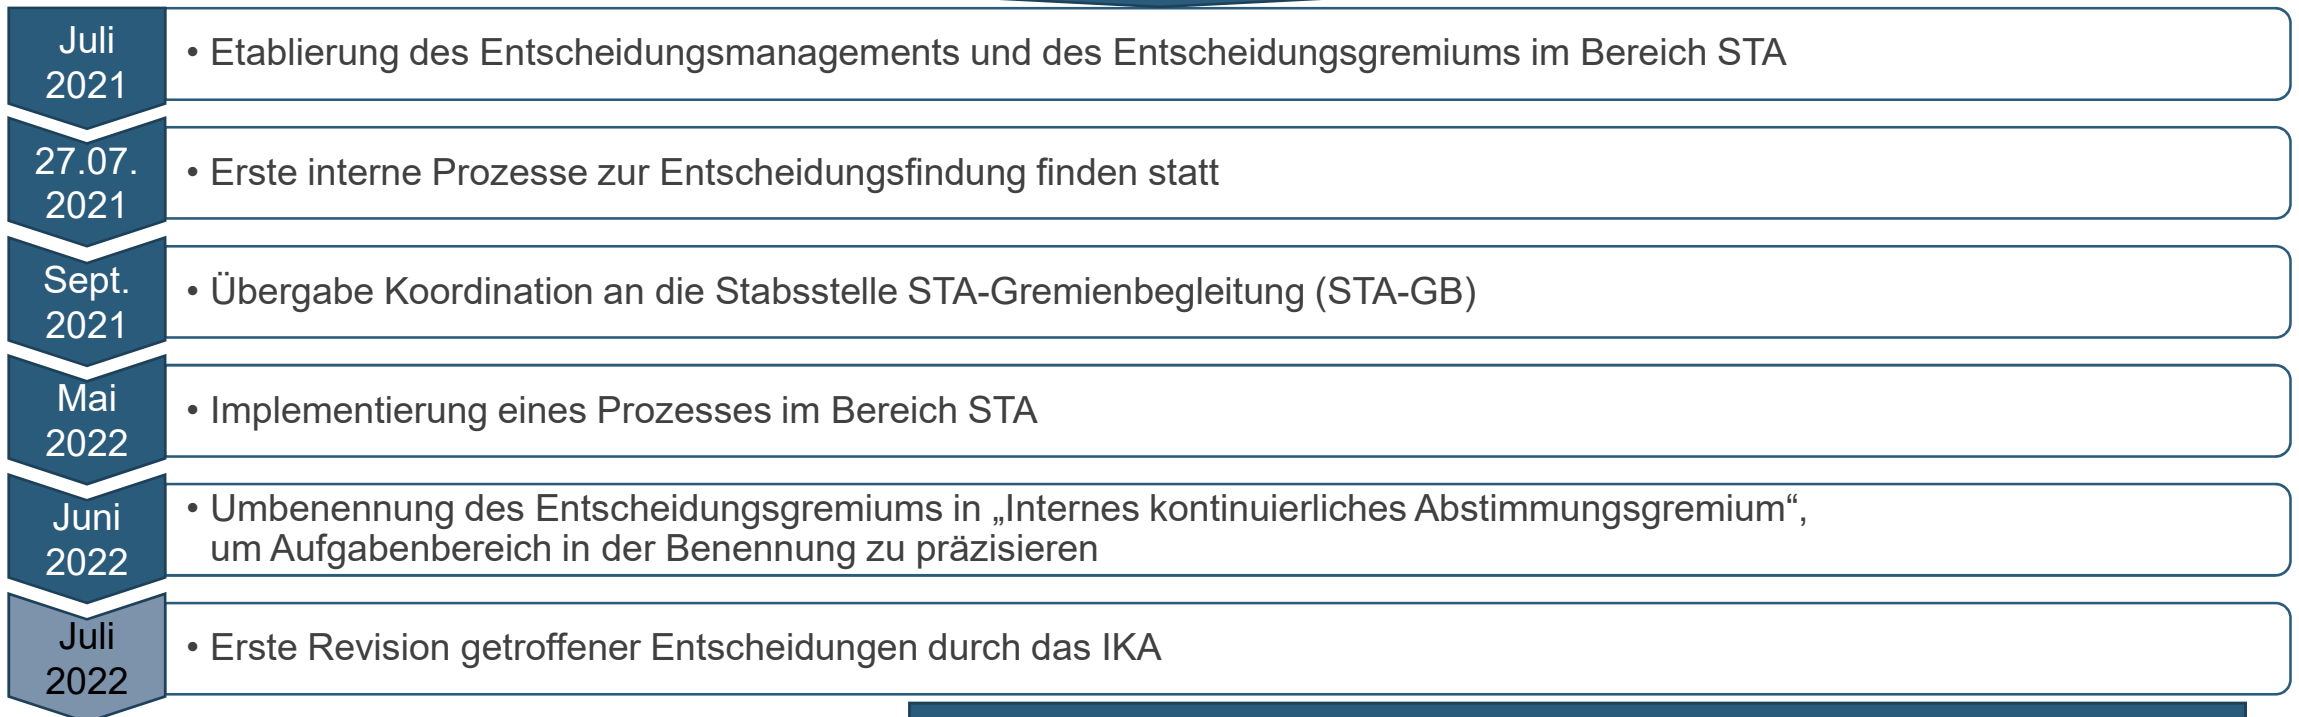 Juli
2021
• Etablierung des Entscheidungsmanagements und des Entscheidungsgremiums im Bereich STA
27.07.
2021
• Erste interne Prozesse zur Entscheidungsfindung finden statt
Sept.
2021
• Übergabe Koordination an die Stabsstelle STA-Gremienbegleitung (STA-GB)
Mai
2022
• Implementierung eines Prozesses im Bereich STA
Juni
2022
• Umbenennung des Entscheidungsgremiums in „Internes kontinuierliches Abstimmungsgremium“,
um Aufgabenbereich in der Benennung zu präzisieren
Juli
2022
• Erste Revision getroffener Entscheidungen durch das IKA